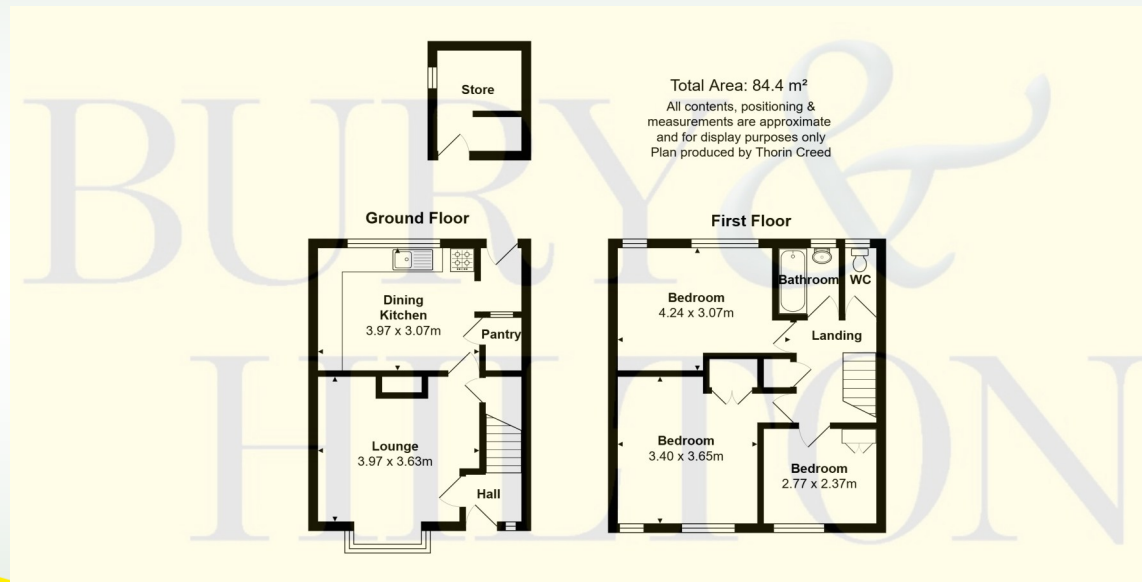 BURY &
HILTON
Store
Total Area: 84.4 m²
All contents, positioning &
measurements are approximate
and for display purposes only
Plan produced by Thorin Creed
Ground Floor
First Floor
Dining
Kitchen
3.97 x 3.07m
Pantry
Lounge
3.97 x 3.63m
Hall
Bedroom
4.24 x 3.07m
Bathroom
WC
Landing
Bedroom
3.40 x 3.65m
Bedroom
2.77 x 2.37m